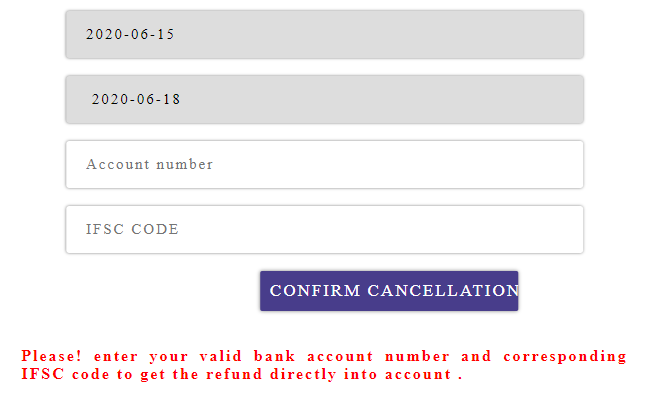 2020-06-15
2020-06-18
Account number
IFSC CODE
CONFIRM CANCELLATION
Please! enter your valid bank account number and corresponding
IFSC code to get the refund directly into account .